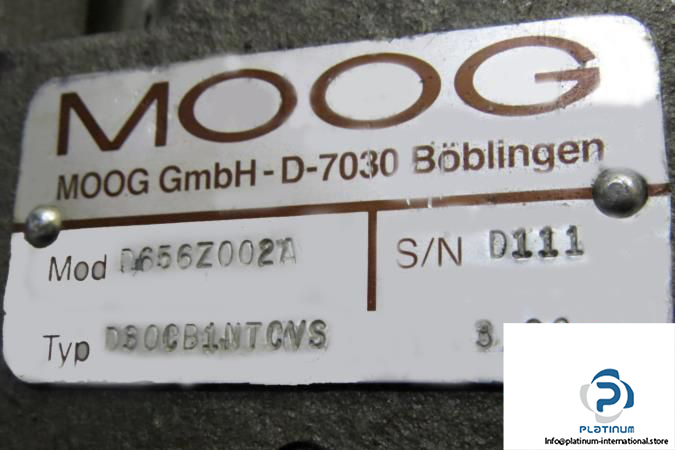 MOOG
MOOG GmbH - D-7030 Böblingen
Mod D656Z002A
S/N D111
Typ
PLATINUM
Info@platinum-international.store